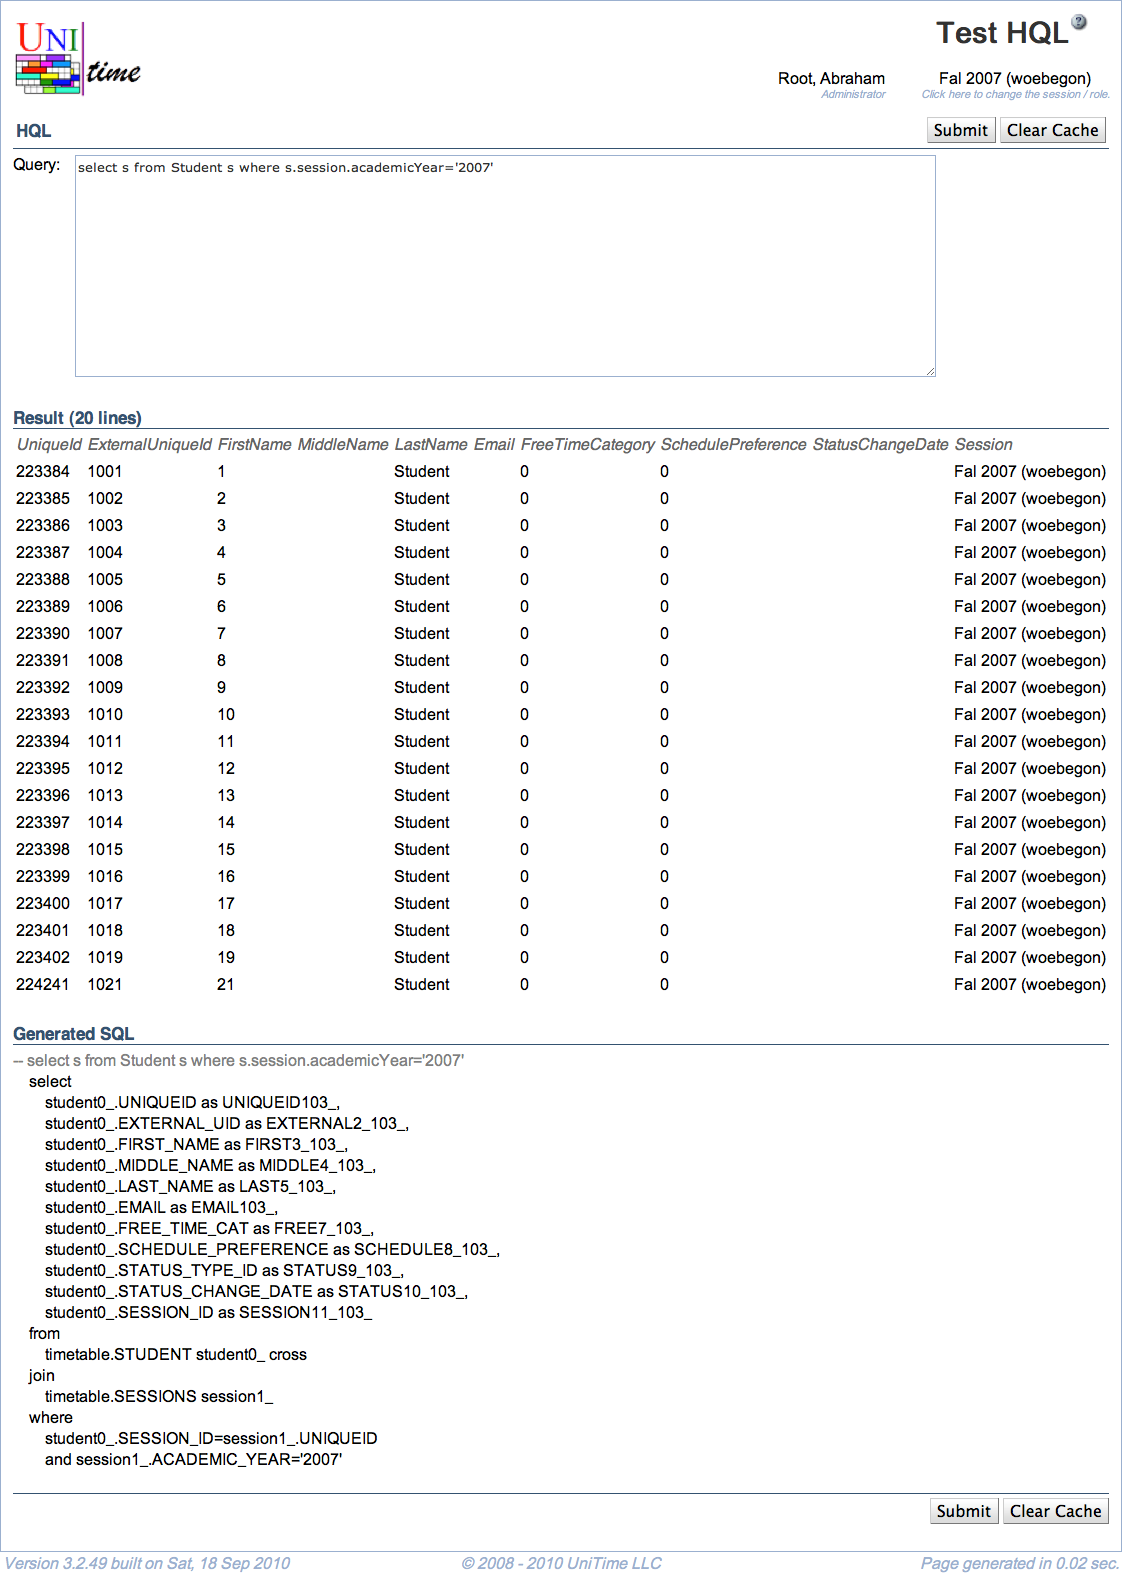 UNI
time
Test HQL
?
Root, Abraham Fal 2007 (woebegon)
Administrator Click here to change the session / role.
HQL Submit Clear Cache
Query: select s from Student s where s.session.academicYear='2007'
Result (20 lines)
UniqueId ExternalUniqueId FirstName MiddleName LastName Email FreeTimeCategory SchedulePreference StatusChangeDate Session
223384 1001 1 Student 0 0 Fal 2007 (woebegon)
223385 1002 2 Student 0 0 Fal 2007 (woebegon)
223386 1003 3 Student 0 0 Fal 2007 (woebegon)
223387 1004 4 Student 0 0 Fal 2007 (woebegon)
223388 1005 5 Student 0 0 Fal 2007 (woebegon)
223389 1006 6 Student 0 0 Fal 2007 (woebegon)
223390 1007 7 Student 0 0 Fal 2007 (woebegon)
223391 1008 8 Student 0 0 Fal 2007 (woebegon)
223392 1009 9 Student 0 0 Fal 2007 (woebegon)
223393 1010 10 Student 0 0 Fal 2007 (woebegon)
223394 1011 11 Student 0 0 Fal 2007 (woebegon)
223395 1012 12 Student 0 0 Fal 2007 (woebegon)
223396 1013 13 Student 0 0 Fal 2007 (woebegon)
223397 1014 14 Student 0 0 Fal 2007 (woebegon)
223398 1015 15 Student 0 0 Fal 2007 (woebegon)
223399 1016 16 Student 0 0 Fal 2007 (woebegon)
223400 1017 17 Student 0 0 Fal 2007 (woebegon)
223401 1018 18 Student 0 0 Fal 2007 (woebegon)
223402 1019 19 Student 0 0 Fal 2007 (woebegon)
224241 1021 21 Student 0 0 Fal 2007 (woebegon)
Generated SQL
-- select s from Student s where s.session.academicYear='2007'
select
student0_.UNIQUEID as UNIQUEID103_,
student0_.EXTERNAL_UID as EXTERNAL2_103_,
student0_.FIRST_NAME as FIRST3_103_,
student0_.MIDDLE_NAME as MIDDLE4_103_,
student0_.LAST_NAME as LAST5_103_,
student0_.EMAIL as EMAIL103_,
student0_.FREE_TIME_CAT as FREE7_103_,
student0_.SCHEDULE_PREFERENCE as SCHEDULE8_103_,
student0_.STATUS_TYPE_ID as STATUS9_103_,
student0_.STATUS_CHANGE_DATE as STATUS10_103_,
student0_.SESSION_ID as SESSION11_103_
from
timetable.STUDENT student0_ cross
join
timetable.SESSIONS session1_
where
student0_.SESSION_ID=session1_.UNIQUEID
and session1_.ACADEMIC_YEAR='2007'
Submit Clear Cache
Version 3.2.49 built on Sat, 18 Sep 2010 © 2008 - 2010 UniTime LLC Page generated in 0.02 sec.